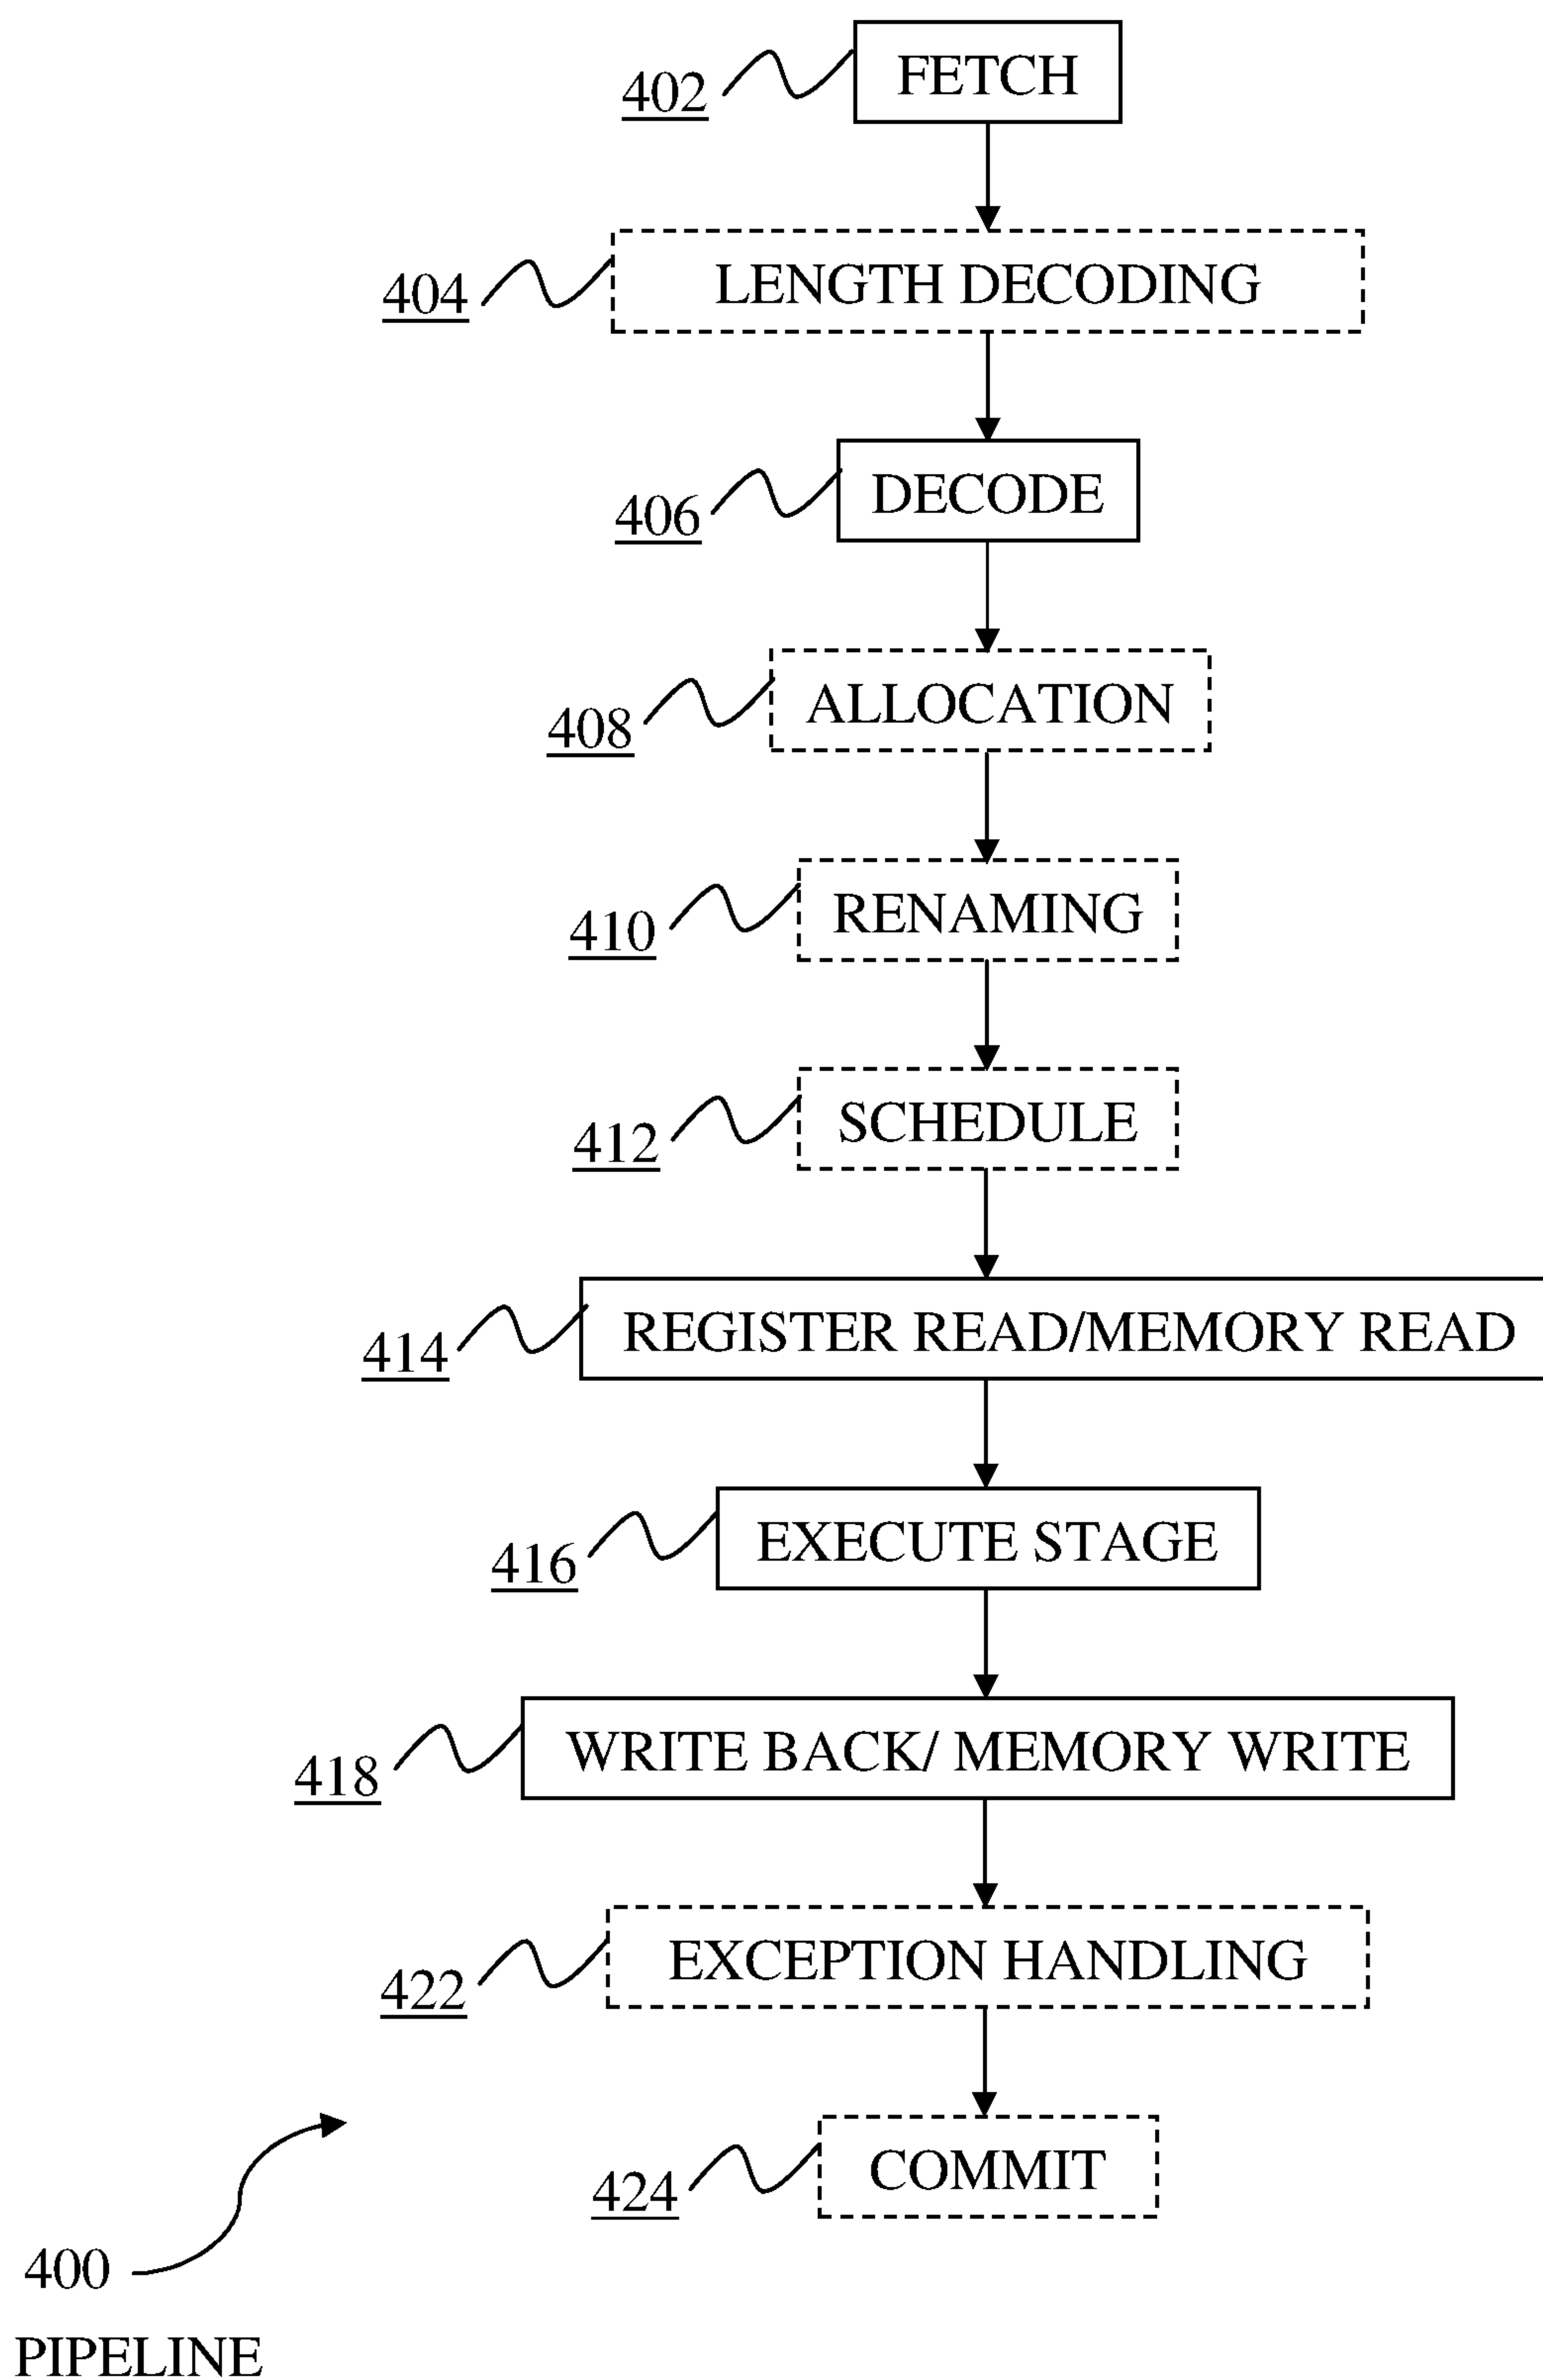 FETCH
402
LENGTH DECODING
404
DECODE
406
ALLOCATION
408
RENAMING
410
SCHEDULE
412
REGISTER READ/MEMORY READ
414
EXECUTE STAGE
416
WRITE BACK/ MEMORY WRITE
418
EXCEPTION HANDLING
422
COMMIT
424
400
PIPELINE